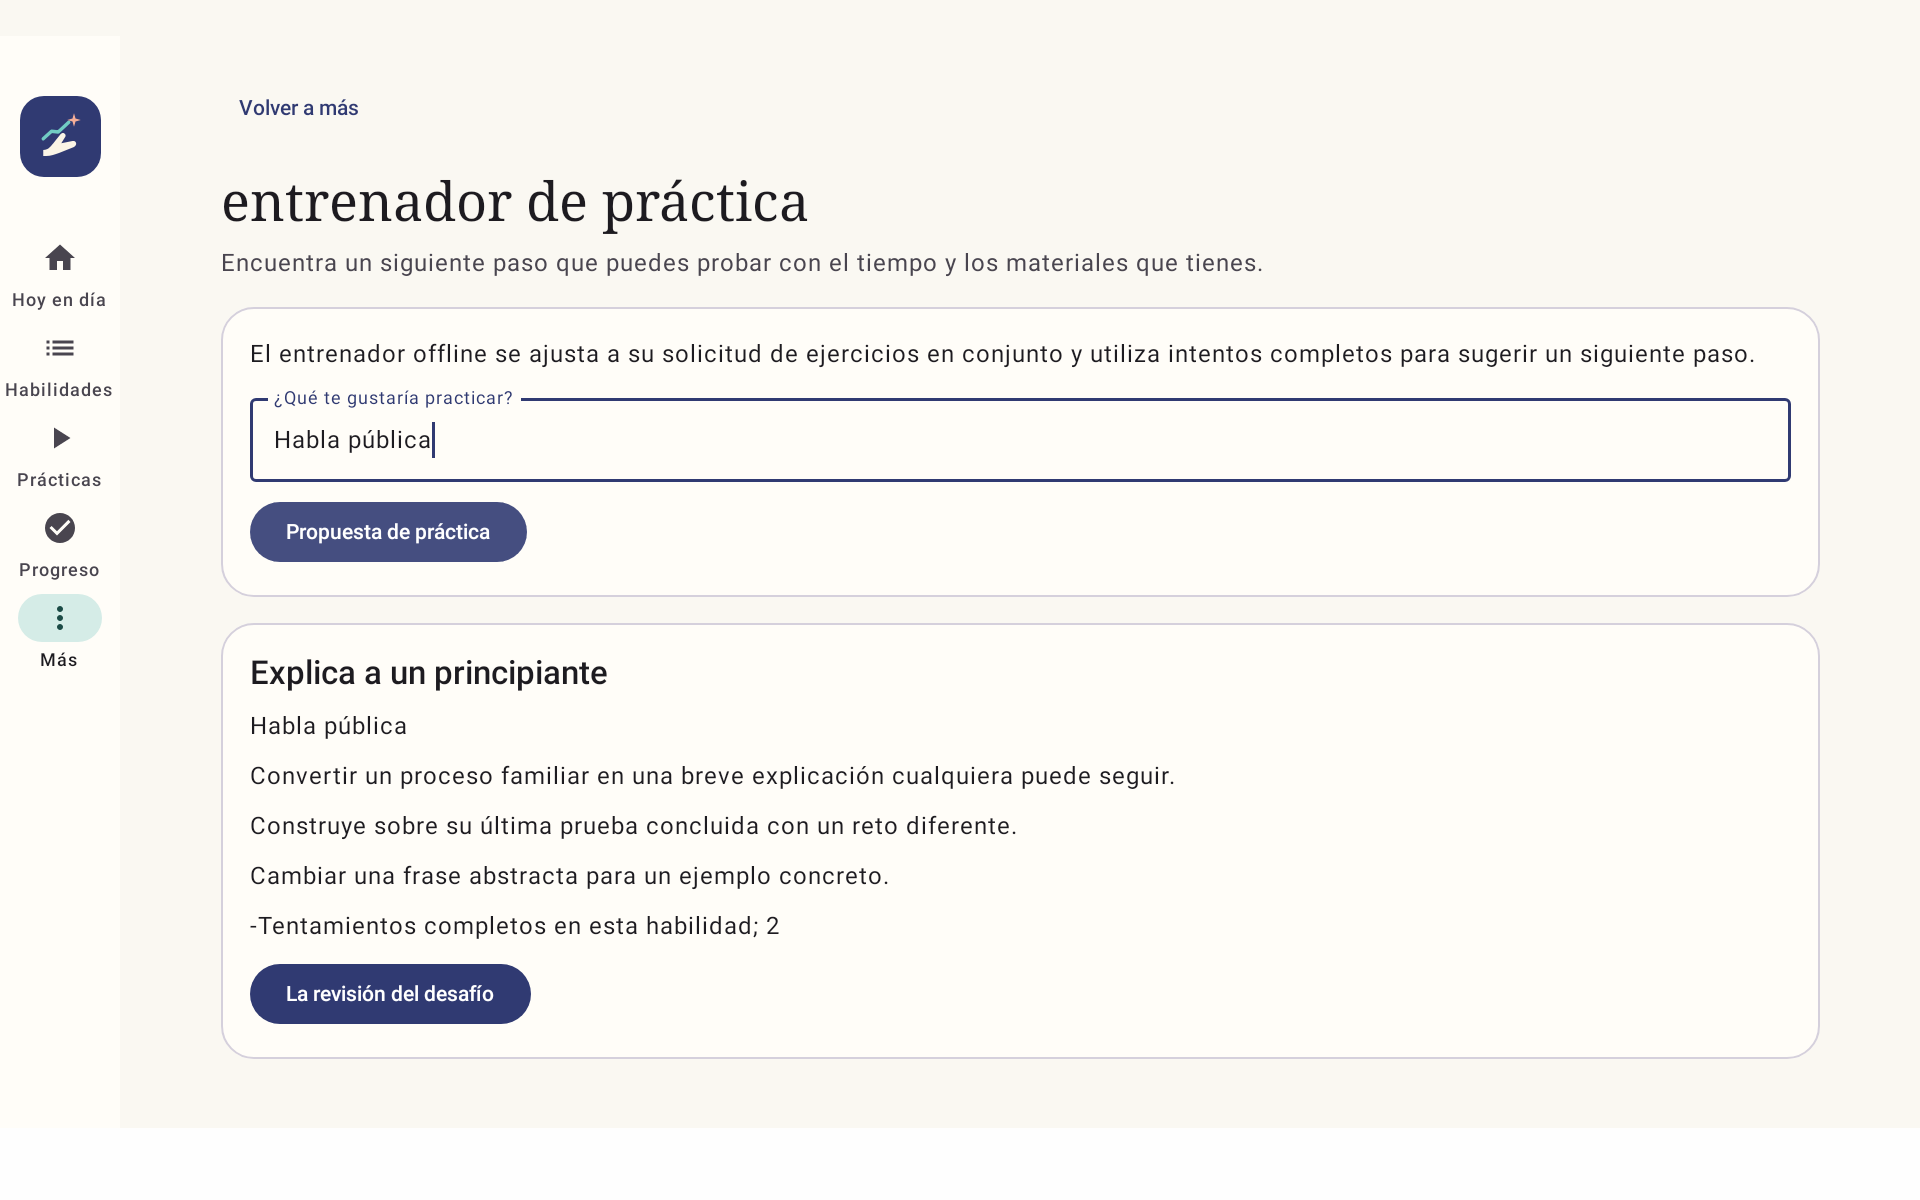 Volver a más
entrenador de práctica
Encuentra un siguiente paso que puedes probar con el tiempo y los materiales que tienes.
El entrenador offline se ajusta a su solicitud de ejercicios en conjunto y utiliza intentos completos para sugerir un siguiente paso.
¿Qué te gustaría practicar?
Habla pública
Propuesta de práctica
Explica a un principiante
Habla pública
Convertir un proceso familiar en una breve explicación cualquiera puede seguir.
Construye sobre su última prueba concluida con un reto diferente.
Cambiar una frase abstracta para un ejemplo concreto.
-Tentamientos completos en esta habilidad; 2
La revisión del desafío
Hoy en día
Habilidades
Prácticas
Progreso
Más